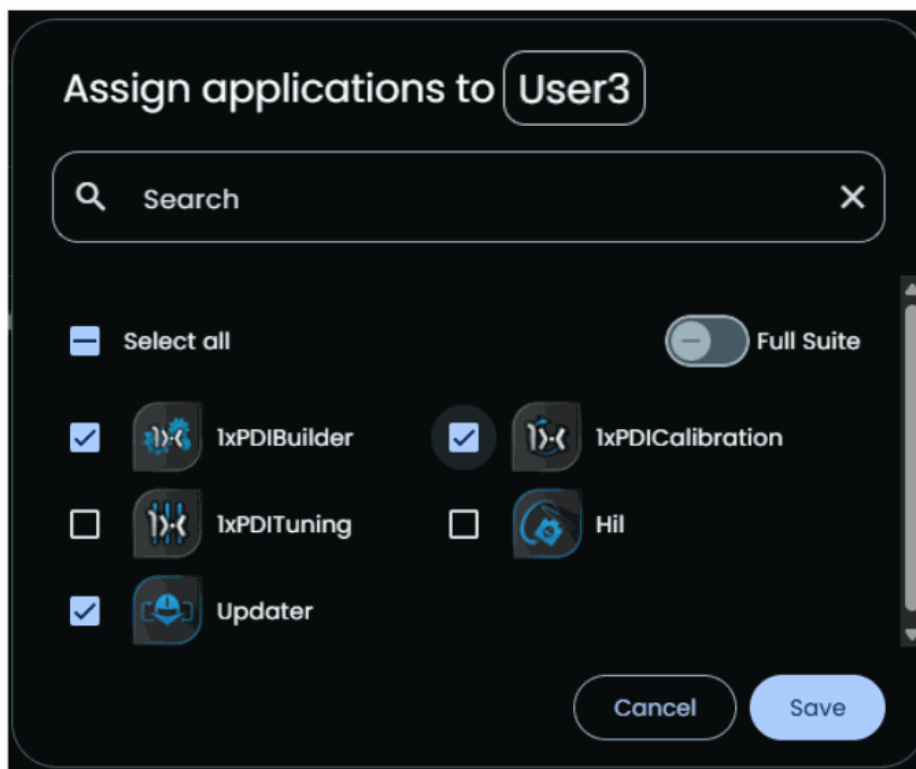 Assign applications to User3
Search
Select all
Full Suite
1xPDIBuilder
1xPDICalibration
1xPDITuning
Hil
Updater
Cancel
Save